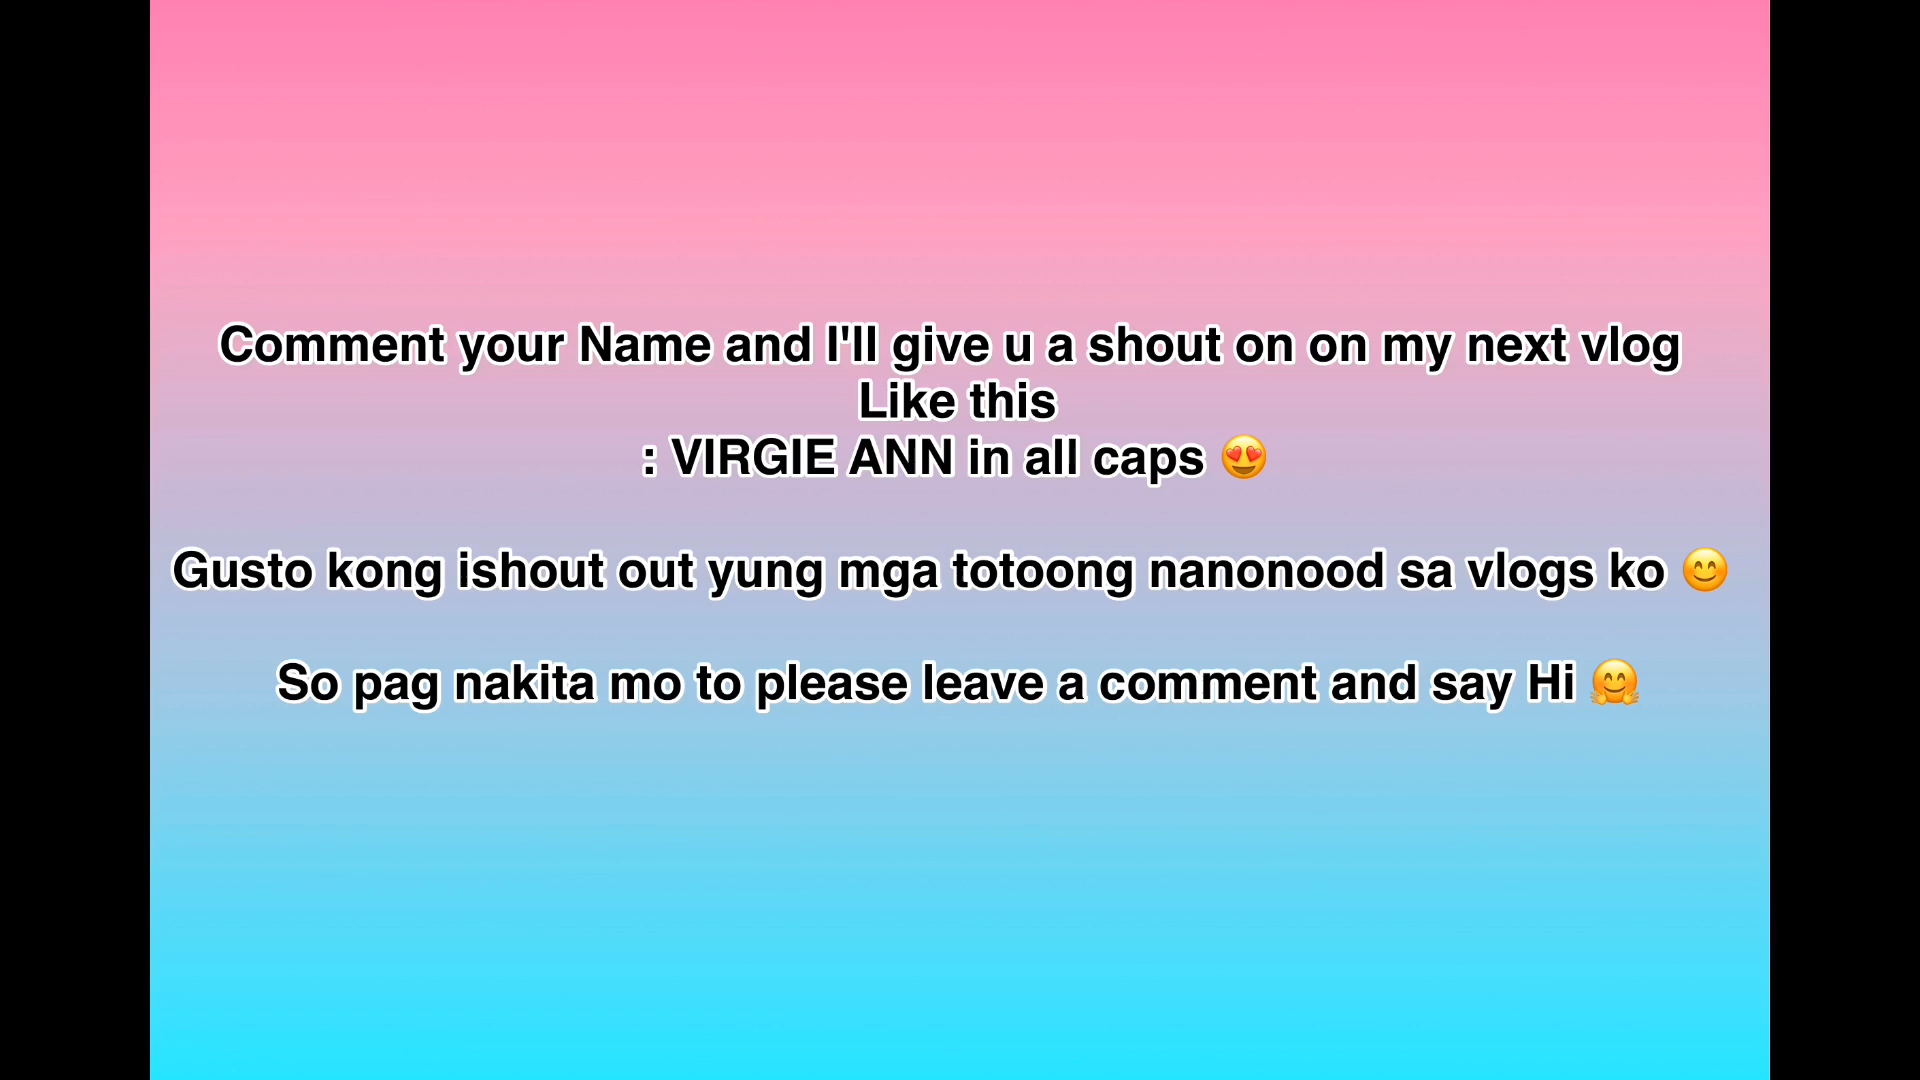 Comment your Name and I'll give u a shout on on my next vlog
Like this
: VIRGIE ANN in all caps 😍
Gusto kong ishout out yung mga totoong nanonood sa vlogs ko 😊
So pag nakita mo to please leave a comment and say Hi 🤗